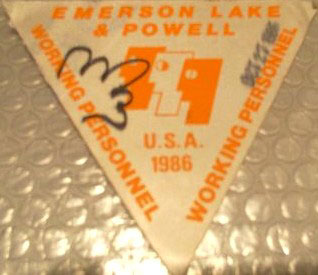 EMERSON LAKE
& POWELL
WORKING PERSONNEL
U.S.A.
1986
WORKING PERSONNEL